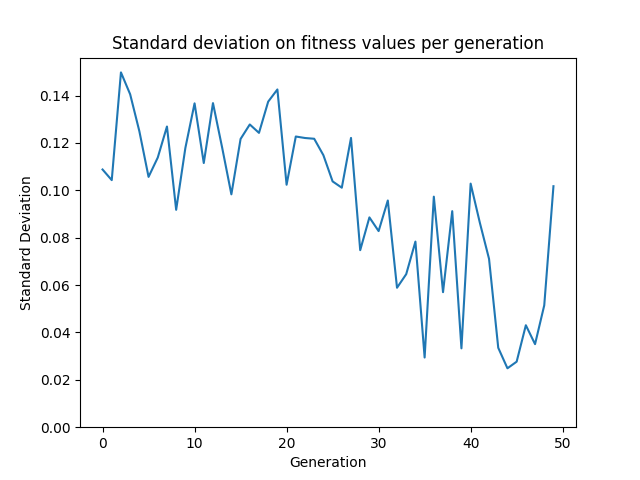 Standard deviation on fitness values per generation
0.14
0.12
0.10
0.08
0.06
0.04
0.02
0.00
Standard Deviation
0 10 20 30 40 50
Generation